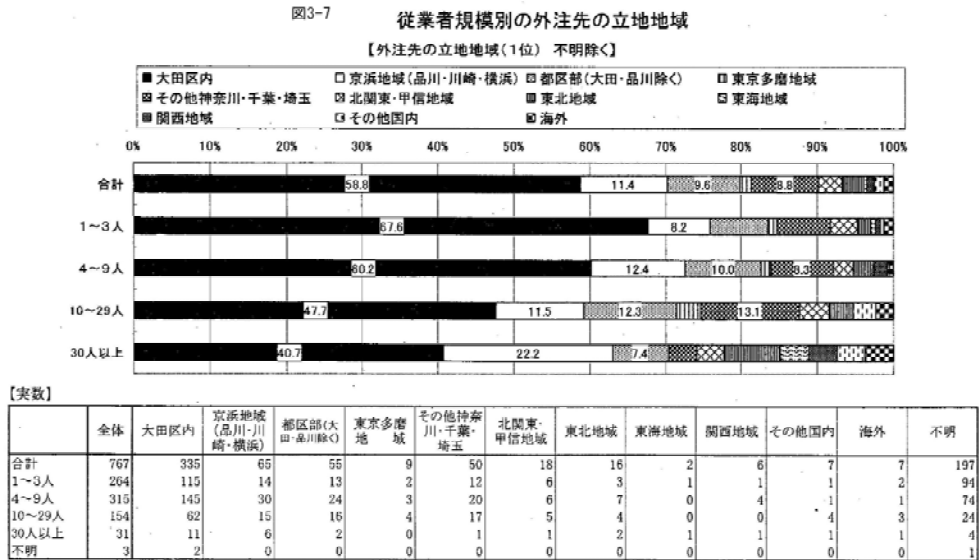 図3-7
従業者規模別の外注先の立地地域
【外注先の立地地域(1位) 不明除く】
■大田区内 □京浜地域(品川・川崎・横浜) 都区部(大田・品川除く) 東京多磨地域
その他神奈川・千葉・埼玉 北関東・甲信地域 東北地域 東海地域
関西地域 その他国内 海外
0% 10% 20% 30% 40% 50% 60% 70% 80% 90% 100%
合計 58.8 11.4 9.6 8.8
1~3人 67.6 8.2
4~9人 60.2 12.4 10.0 8.3
10~29人 47.7 11.5 12.3 13.1
30人以上 40.7 22.2 7.4
【実数】
全体 大田区内 京浜地域(品川・川崎・横浜) 都区部(大田・品川除く) 東京多磨地域 その他神奈川・千葉・埼玉 北関東・甲信地域 東北地域 東海地域 関西地域 その他国内 海外 不明
合計 767 335 65 55 9 50 18 16 2 6 7 7 197
1~3人 264 115 14 13 2 12 6 3 1 1 1 2 94
4~9人 315 145 30 24 3 20 6 7 0 4 1 1 74
10~29人 154 62 15 16 4 17 5 4 0 0 4 3 24
30人以上 31 11 6 2 0 1 1 2 1 1 1 1 4
不明 3 2 0 0 0 0 0 0 0 0 0 0 1